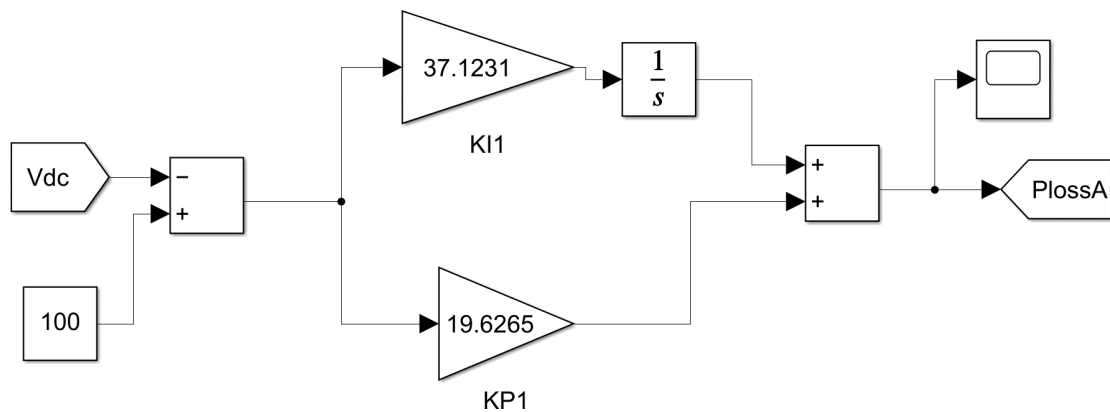 37.1231
1
s
KI1
Vdc
−
+
100
+
+
PlossA
19.6265
KP1